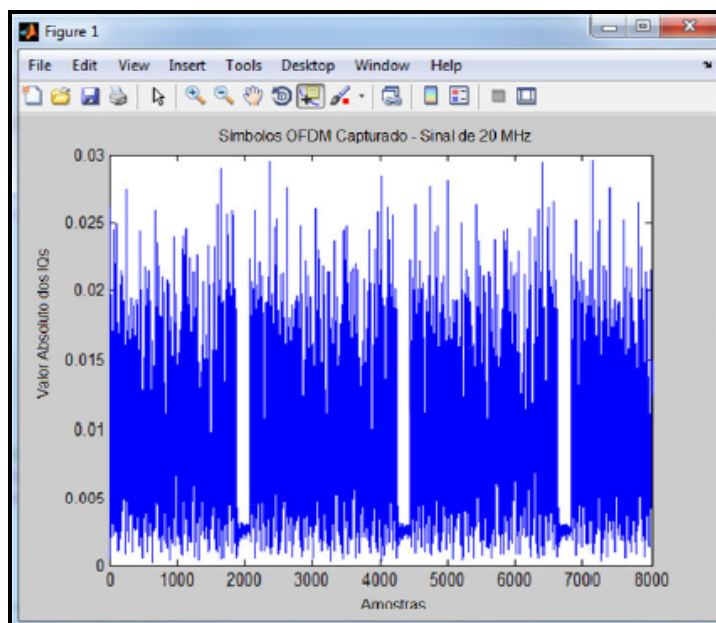 Figure 1
File Edit View Insert Tools Desktop Window Help
Símbolos OFDM Capturado - Sinal de 20 MHz
0.03
0.025
0.02
0.015
0.01
0.005
0
Valor Absoluto dos IQs
0 1000 2000 3000 4000 5000 6000 7000 8000
Amostras